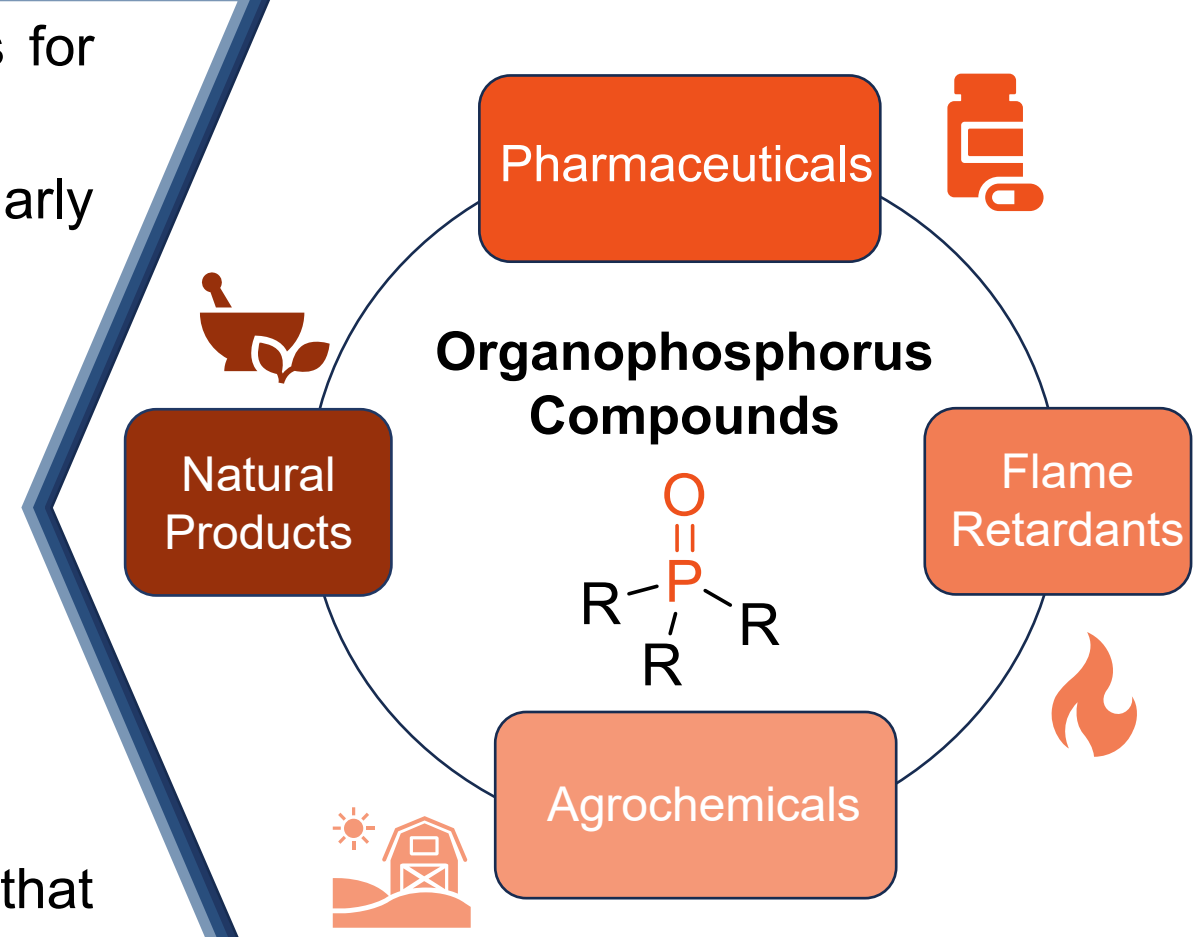 s for
arly
that
Pharmaceuticals
Organophosphorus
Compounds
Natural
Products
Flame
Retardants
O
P
R
R
R
Agrochemicals